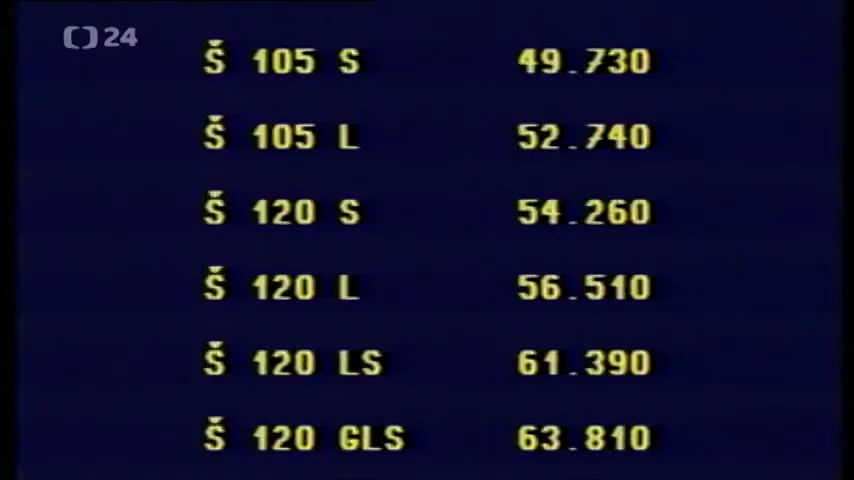 24
Š 105 S 49.730
Š 105 L 52.740
Š 120 S 54.260
Š 120 L 56.510
Š 120 LS 61.390
Š 120 GLS 63.810